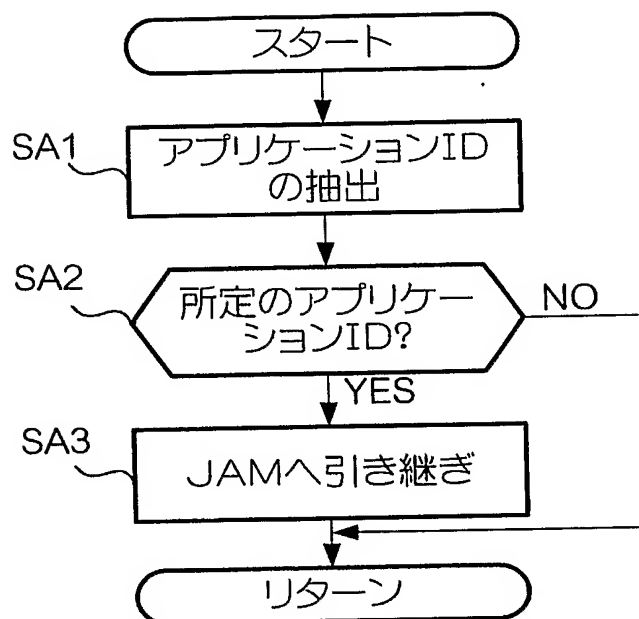 スタート
SA1
アプリケーションID
の抽出
SA2
所定のアプリケー
ションID?
NO
YES
SA3
JAMへ引き継ぎ
リターン